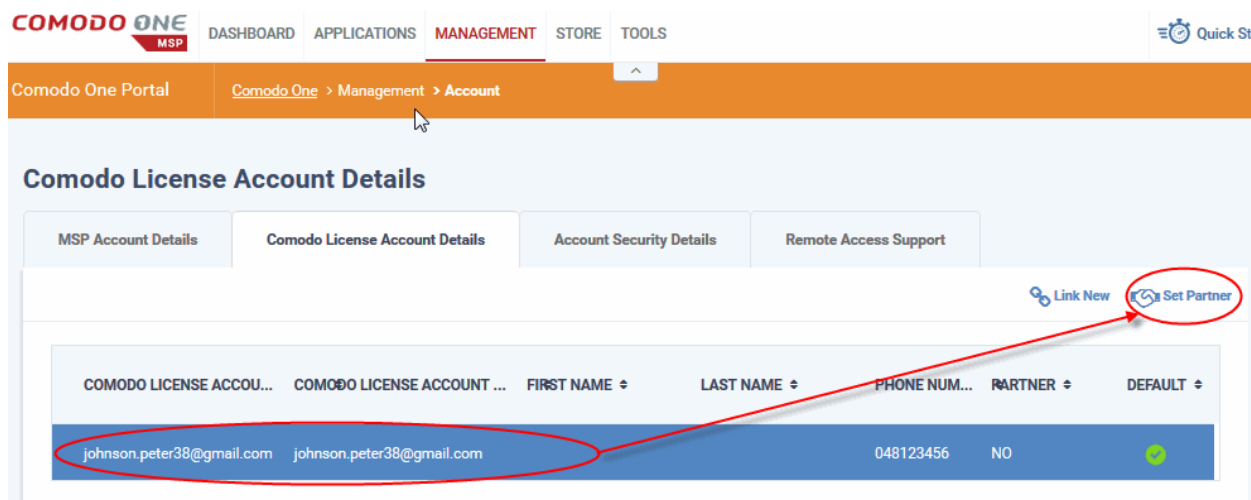 COMODO ONE
MSP
DASHBOARD APPLICATIONS MANAGEMENT STORE TOOLS
Quick St
Comodo One Portal Comodo One > Management > Account
Comodo License Account Details
MSP Account Details Comodo License Account Details Account Security Details Remote Access Support
Link New Set Partner
COMODO LICENSE ACCOU... COMODO LICENSE ACCOUNT ... FIRST NAME LAST NAME PHONE NUM... PARTNER DEFAULT
johnson.peter38@gmail.com johnson.peter38@gmail.com 048123456 NO